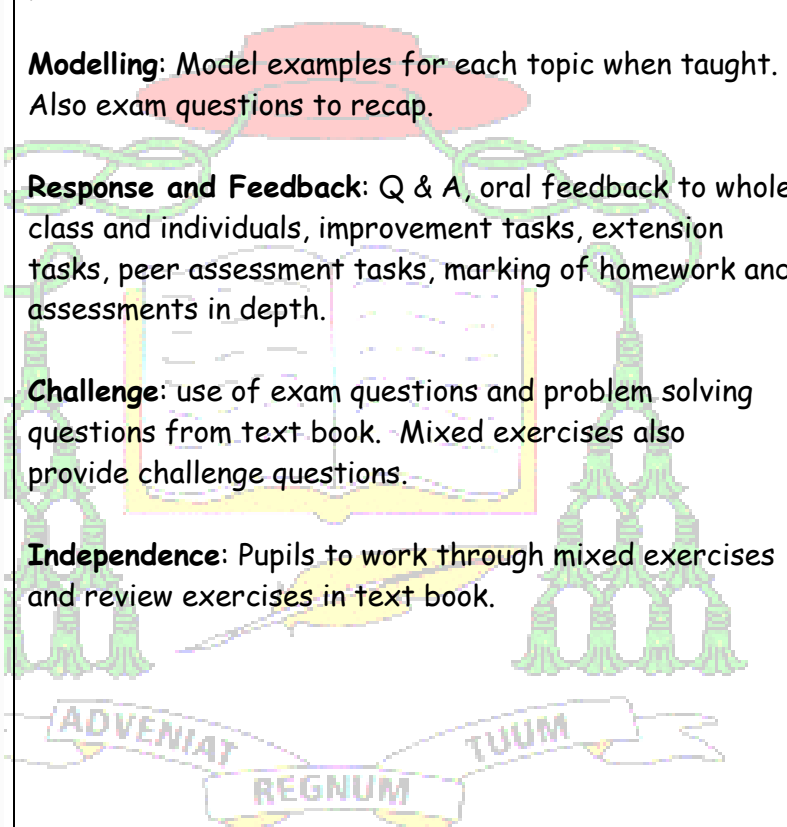 Modelling: Model examples for each topic when taught.
Also exam questions to recap.
Response and Feedback: Q & A, oral feedback to whole
class and individuals, improvement tasks, extension
tasks, peer assessment tasks, marking of homework and
assessments in depth.
Challenge: use of exam questions and problem solving
questions from text book. Mixed exercises also
provide challenge questions.
Independence: Pupils to work through mixed exercises
and review exercises in text book.
ADVENIAT REGNUM TUUM